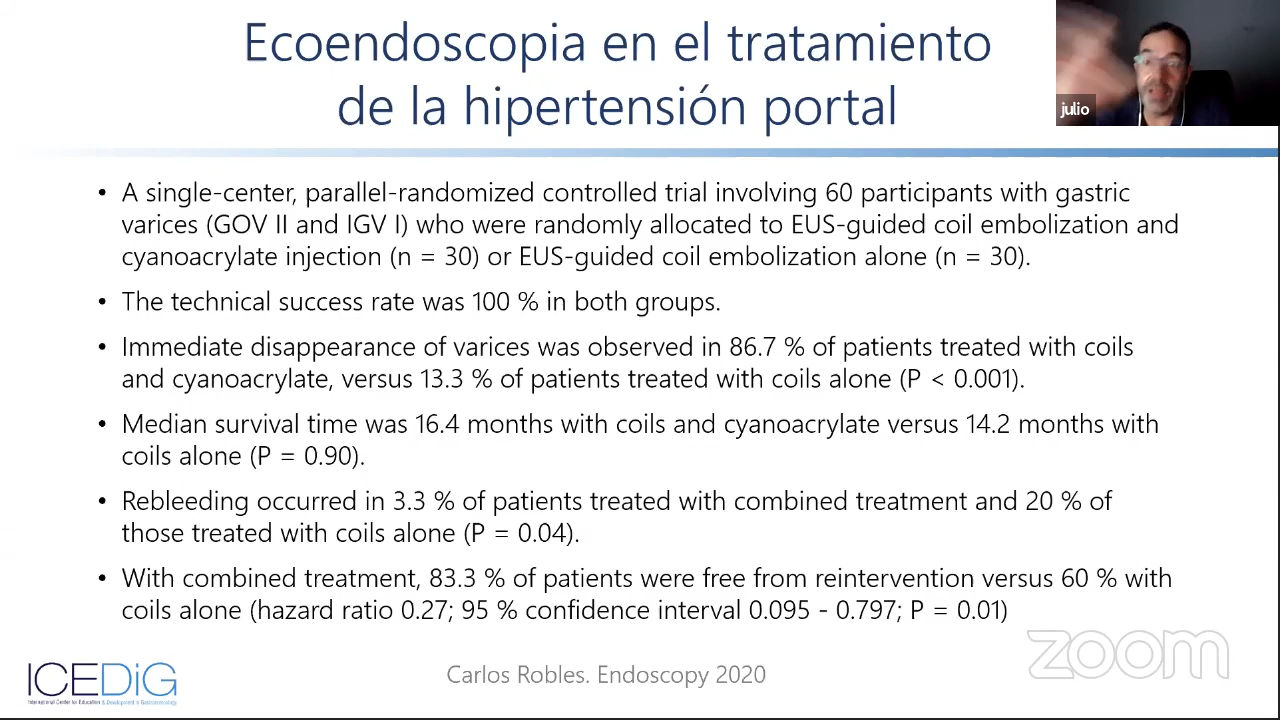 Ecoendoscopia en el tratamiento
de la hipertensión portal
julio
• A single-center, parallel-randomized controlled trial involving 60 participants with gastric
varices (GOV II and IGV I) who were randomly allocated to EUS-guided coil embolization and
cyanoacrylate injection (n = 30) or EUS-guided coil embolization alone (n = 30).
• The technical success rate was 100 % in both groups.
• Immediate disappearance of varices was observed in 86.7 % of patients treated with coils
and cyanoacrylate, versus 13.3 % of patients treated with coils alone (P < 0.001).
• Median survival time was 16.4 months with coils and cyanoacrylate versus 14.2 months with
coils alone (P = 0.90).
• Rebleeding occurred in 3.3 % of patients treated with combined treatment and 20 % of
those treated with coils alone (P = 0.04).
• With combined treatment, 83.3 % of patients were free from reintervention versus 60 % with
coils alone (hazard ratio 0.27; 95 % confidence interval 0.095 - 0.797; P = 0.01)
zoom
ICEDiG
International Center for Education & Development in Gastroenterology
Carlos Robles. Endoscopy 2020